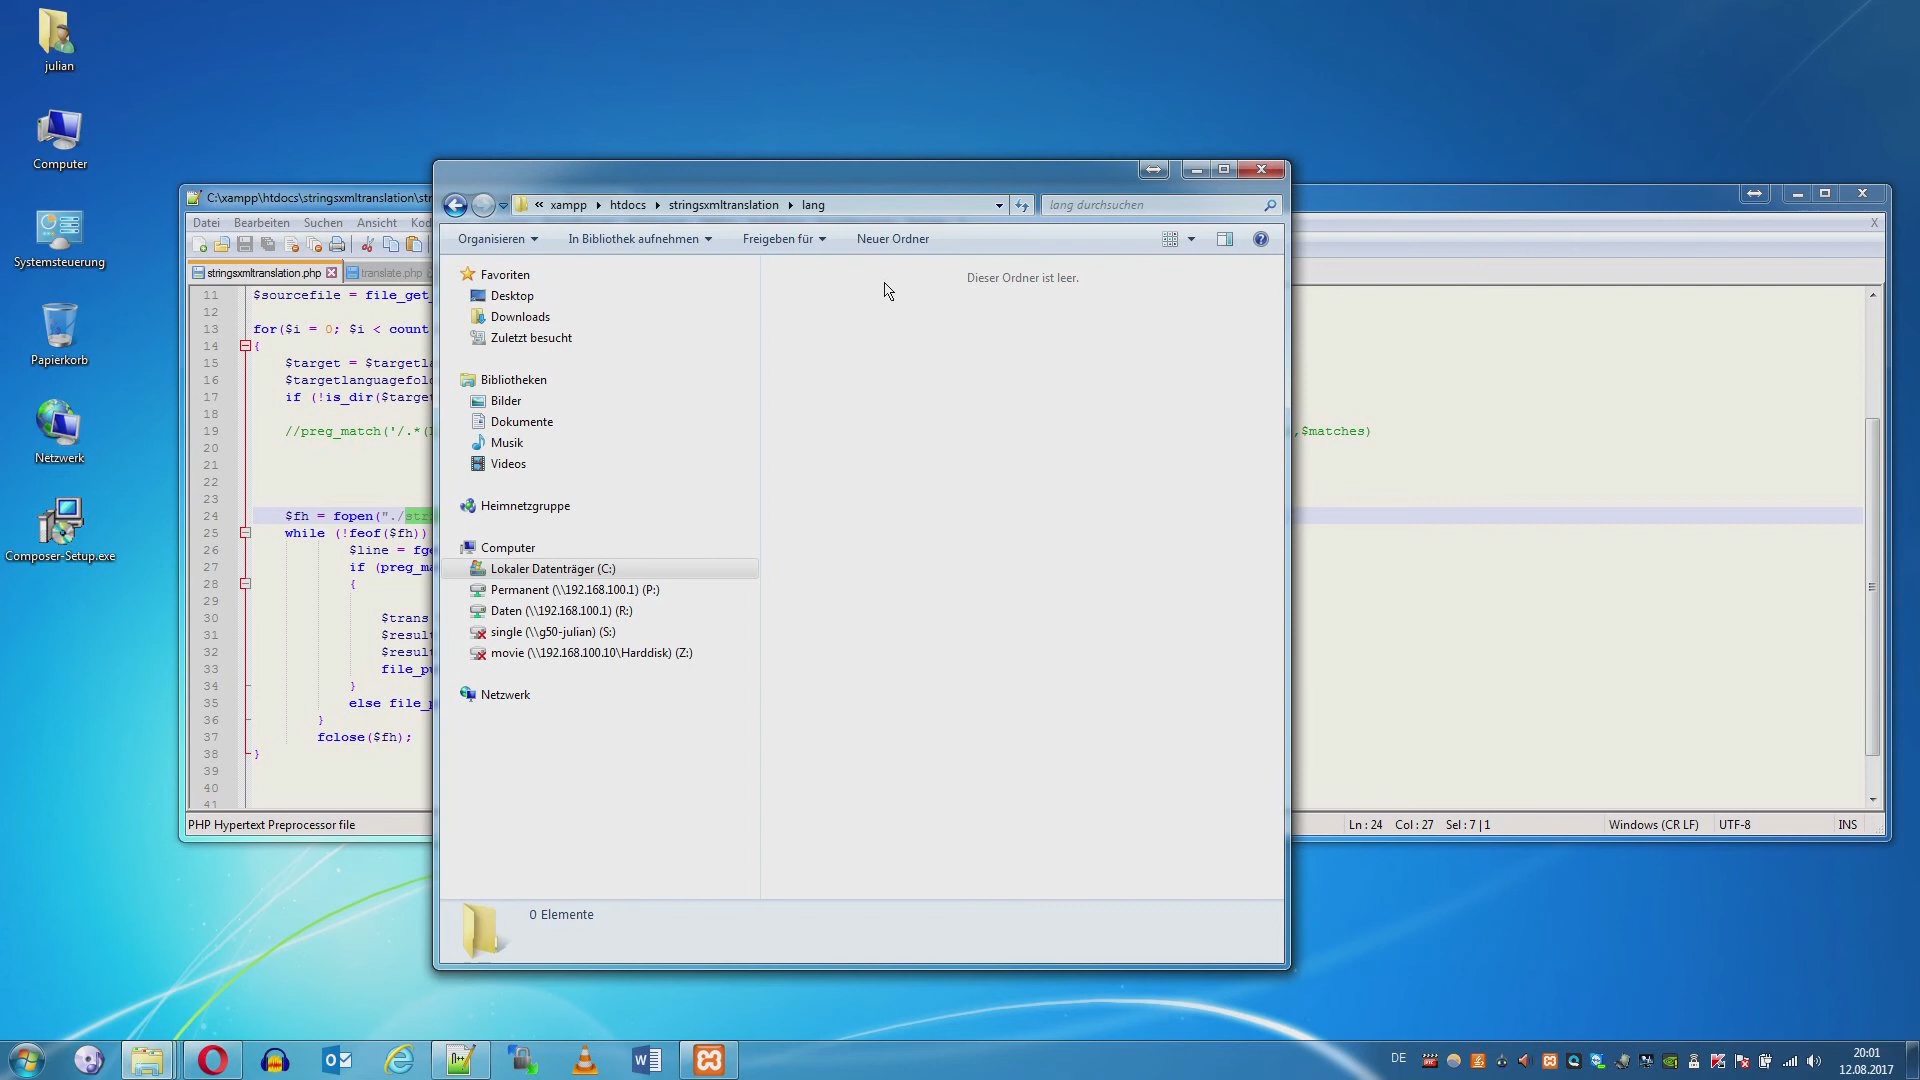 julian
Computer
Systemsteuerung
Papierkorb
Netzwerk
Composer-Setup.exe
C:\xampp\htdocs\stringsxmltranslation\str
Datei Bearbeiten Suchen Ansicht Kod
X
stringsxmltranslation.php translate.php
11 $sourcefile = file_get_
12
13 for($i = 0; $i < count
14 {
15 $target = $targetla
16 $targetlanguagefol
17 if (!is_dir($targe
18
19 //preg_match('/.*( ,$matches)
20
21
22
23
24 $fh = fopen("./str
25 while (!feof($fh))
26 $line = fge
27 if (preg_ma
28 {
29
30 $trans
31 $result
32 $result
33 file_pu
34 }
35 else file_p
36 }
37 fclose($fh);
38 }
39
40
41
PHP Hypertext Preprocessor file
Ln : 24 Col : 27 Sel : 7 | 1
Windows (CR LF) UTF-8 INS
« xampp htdocs stringsxmltranslation lang
lang durchsuchen
Organisieren In Bibliothek aufnehmen Freigeben für Neuer Ordner
Favoriten
Desktop
Downloads
Zuletzt besucht
Bibliotheken
Bilder
Dokumente
Musik
Videos
Heimnetzgruppe
Computer
Lokaler Datenträger (C:)
Permanent (\\192.168.100.1) (P:)
Daten (\\192.168.100.1) (R:)
single (\\g50-julian) (S:)
movie (\\192.168.100.10\Harddisk) (Z:)
Netzwerk
Dieser Ordner ist leer.
0 Elemente
DE
20:01
12.08.2017